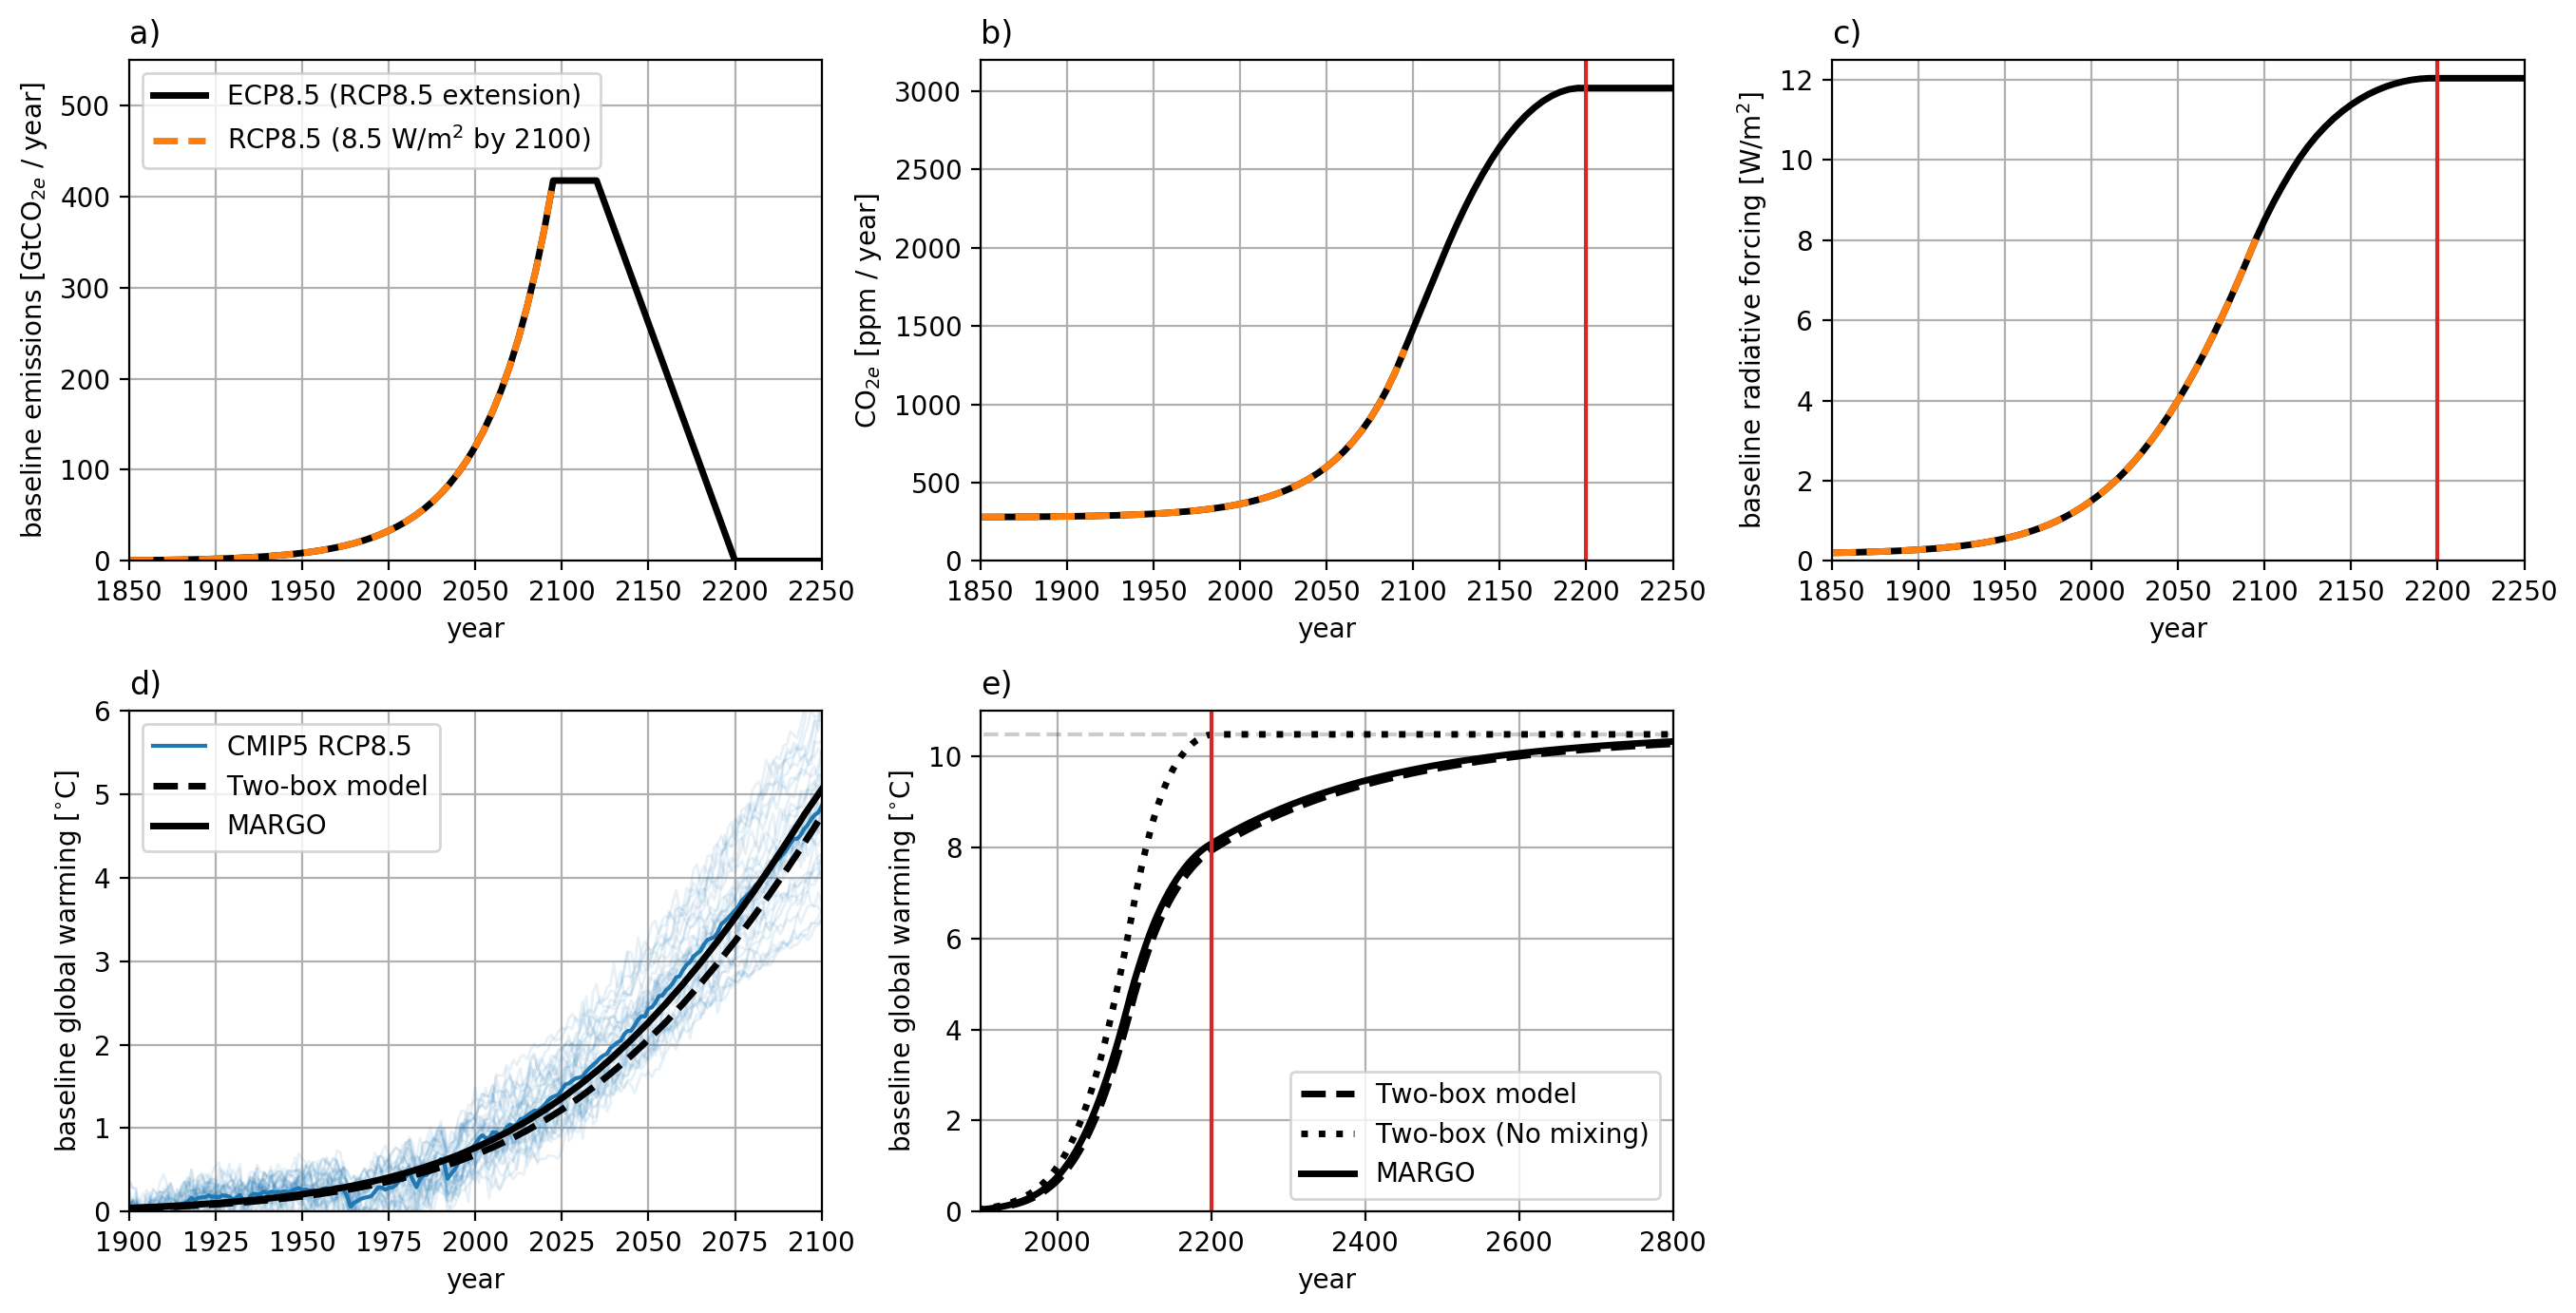 a)
baseline emissions [GtCO2e / year]
500
400
300
200
100
0
ECP8.5 (RCP8.5 extension)
RCP8.5 (8.5 W/m² by 2100)
1850 1900 1950 2000 2050 2100 2150 2200 2250
year
b)
CO2e [ppm / year]
3000
2500
2000
1500
1000
500
0
1850 1900 1950 2000 2050 2100 2150 2200 2250
year
c)
baseline radiative forcing [W/m²]
12
10
8
6
4
2
0
1850 1900 1950 2000 2050 2100 2150 2200 2250
year
d)
baseline global warming [°C]
6
5
4
3
2
1
0
CMIP5 RCP8.5
Two-box model
MARGO
1900 1925 1950 1975 2000 2025 2050 2075 2100
year
e)
baseline global warming [°C]
10
8
6
4
2
0
Two-box model
Two-box (No mixing)
MARGO
2000 2200 2400 2600 2800
year